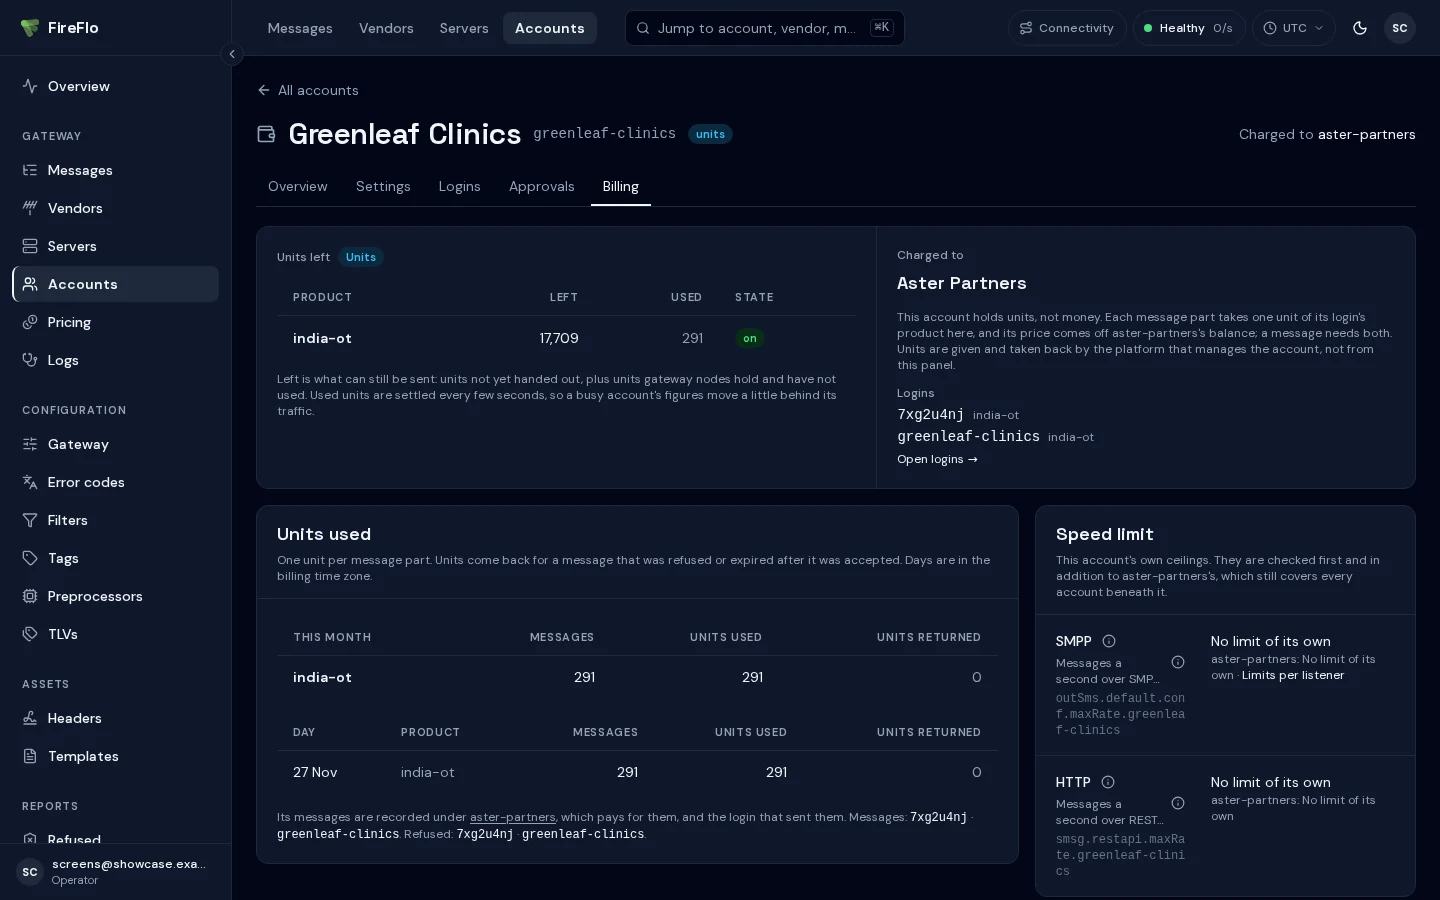 FireFlo
Messages Vendors Servers Accounts
Jump to account, vendor, m... ⌘K
Connectivity
Healthy 0/s
UTC
SC
Overview
GATEWAY
Messages
Vendors
Servers
Accounts
Pricing
Logs
CONFIGURATION
Gateway
Error codes
Filters
Tags
Preprocessors
TLVs
ASSETS
Headers
Templates
REPORTS
Refused
SC
screens@showcase.exa...
Operator
← All accounts
Greenleaf Clinics greenleaf-clinics units
Charged to aster-partners
Overview Settings Logins Approvals Billing
Units left Units
PRODUCT LEFT USED STATE
india-ot 17,709 291 on
Left is what can still be sent: units not yet handed out, plus units gateway nodes hold and have not
used. Used units are settled every few seconds, so a busy account's figures move a little behind its
traffic.
Charged to
Aster Partners
This account holds units, not money. Each message part takes one unit of its login's
product here, and its price comes off aster-partners's balance; a message needs both.
Units are given and taken back by the platform that manages the account, not from
this panel.
Logins
7xg2u4nj india-ot
greenleaf-clinics india-ot
Open logins →
Units used
One unit per message part. Units come back for a message that was refused or expired after it was accepted. Days are in the
billing time zone.
THIS MONTH MESSAGES UNITS USED UNITS RETURNED
india-ot 291 291 0
DAY PRODUCT MESSAGES UNITS USED UNITS RETURNED
27 Nov india-ot 291 291 0
Its messages are recorded under aster-partners, which pays for them, and the login that sent them. Messages: 7xg2u4nj ·
greenleaf-clinics. Refused: 7xg2u4nj · greenleaf-clinics.
Speed limit
This account's own ceilings. They are checked first and in
addition to aster-partners's, which still covers every
account beneath it.
SMPP
Messages a
second over SMP...
outSms.default.con
f.maxRate.greenlea
f-clinics
No limit of its own
aster-partners: No limit of its
own · Limits per listener
HTTP
Messages a
second over REST...
smsg.restapi.maxRa
te.greenleaf-clini
cs
No limit of its own
aster-partners: No limit of its
own